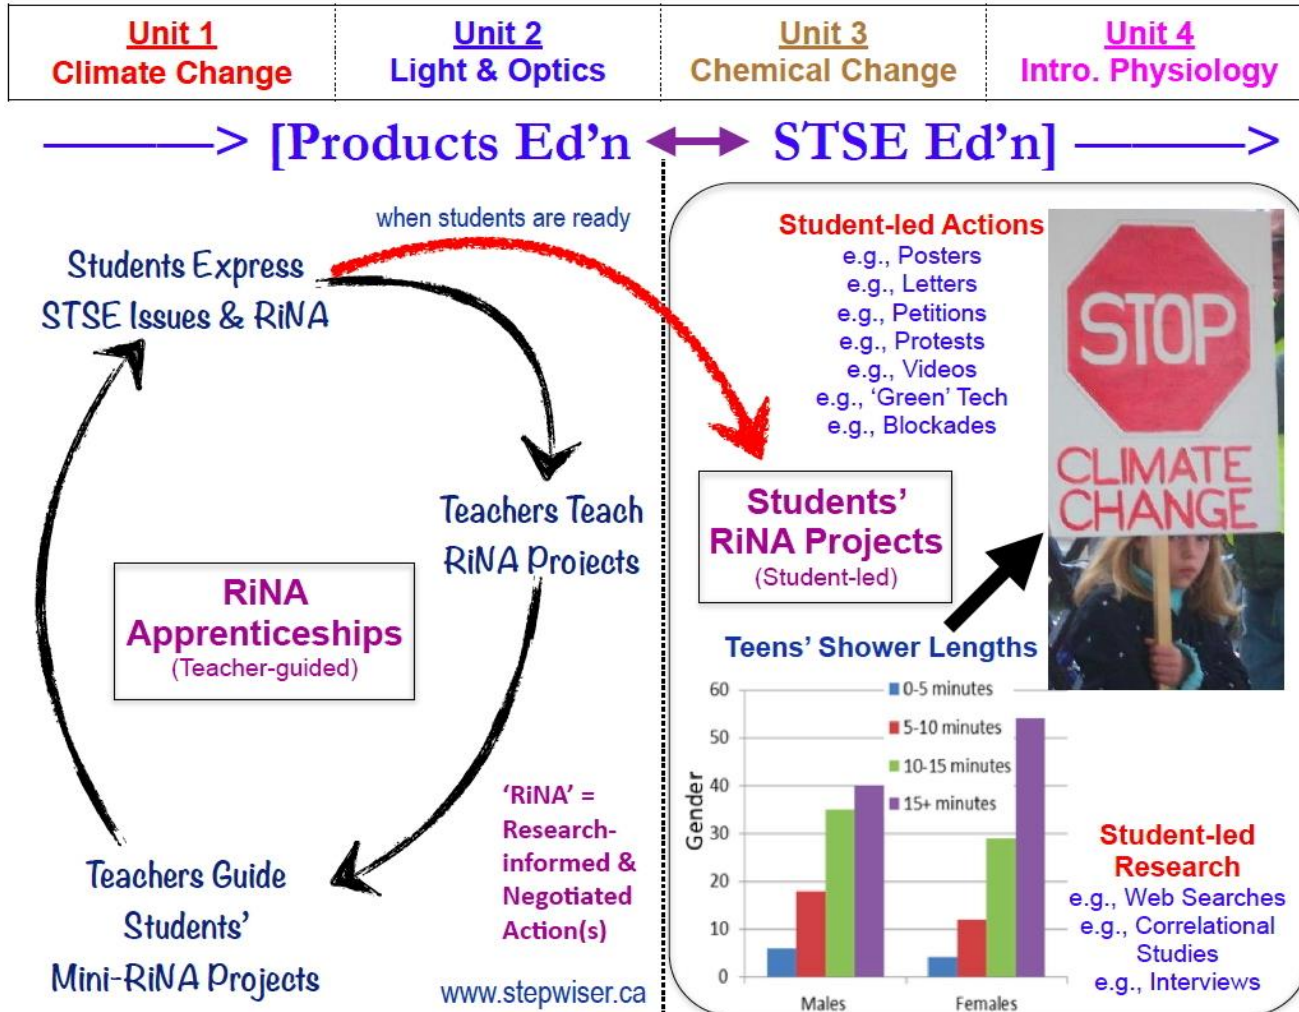 Unit 1
Climate Change
Unit 2
Light & Optics
Unit 3
Chemical Change
Unit 4
Intro. Physiology
———> [Products Ed'n ↔ STSE Ed'n] ———>
when students are ready
Students Express
STSE Issues & RiNA
Teachers Teach
RiNA Projects
RiNA
Apprenticeships
(Teacher-guided)
Teachers Guide
Students'
Mini-RiNA Projects
'RiNA' =
Research-
informed &
Negotiated
Action(s)
www.stepwiser.ca
Student-led Actions
e.g., Posters
e.g., Letters
e.g., Petitions
e.g., Protests
e.g., Videos
e.g., 'Green' Tech
e.g., Blockades
STOP
CLIMATE
CHANGE
Students'
RiNA Projects
(Student-led)
Teens' Shower Lengths
60
50
40
30
20
10
0
Gender
0-5 minutes
5-10 minutes
10-15 minutes
15+ minutes
Males
Females
Student-led
Research
e.g., Web Searches
e.g., Correlational
Studies
e.g., Interviews